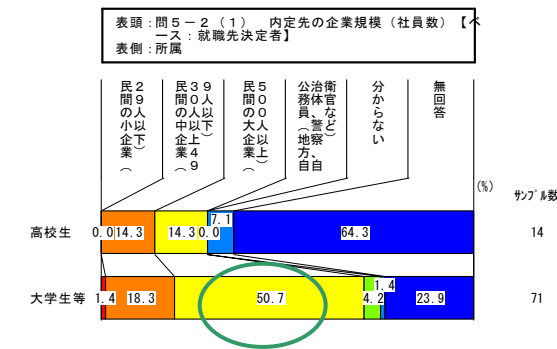 表頭：問５－２（１）　内定先の企業規模（社員数）【ベ
ース：就職先決定者】
表側：所属
民間の小企業（
２９人以下）
民間の中企業（
３０人以上４９
９人以下）
民間の大企業（
５００人以上）
公務員（地方自
治体、警察、自
衛官など）
分からない
無回答
(%)
ｻﾝﾌﾟﾙ数
高校生 0.0 14.3 14.3 0.0 7.1 64.3 14
大学生等 1.4 18.3 50.7 4.2 1.4 23.9 71